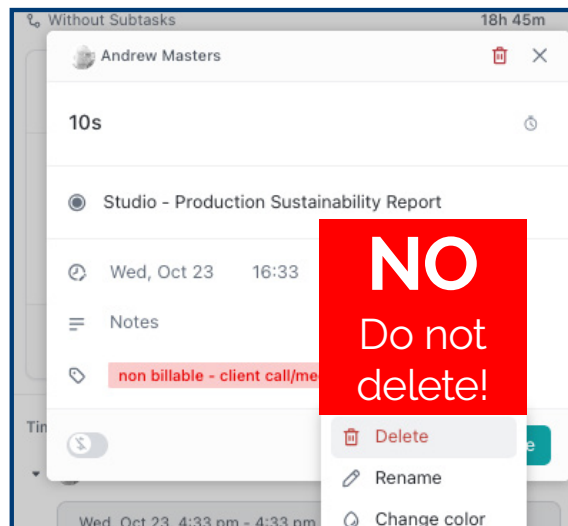 Without Subtasks 18h 45m
Andrew Masters
10s
Studio - Production Sustainability Report
Wed, Oct 23 16:33
NO
Do not
delete!
Notes
non billable - client call/me
Delete
Rename
Change color
Wed, Oct 23, 4:33 pm - 4:33 pm